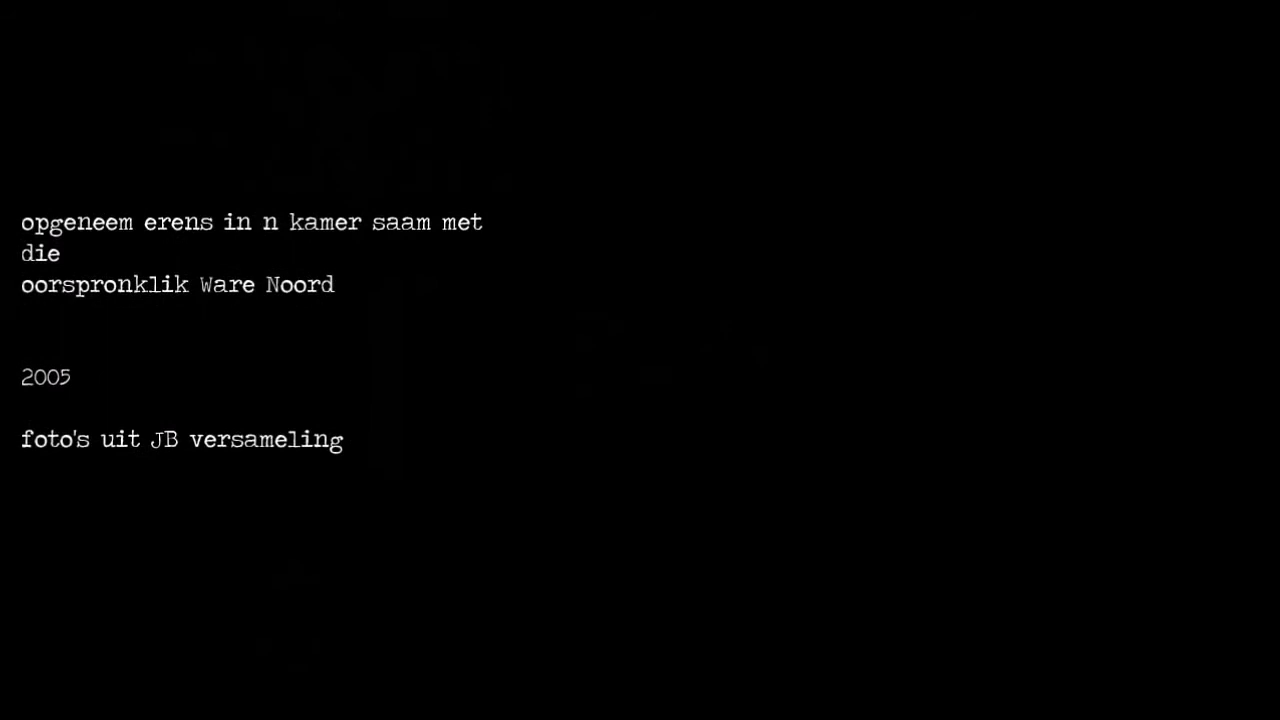 opgeneem erens in n kamer saam met
die
oorspronklik Ware Noord
2005
foto's uit JB versameling